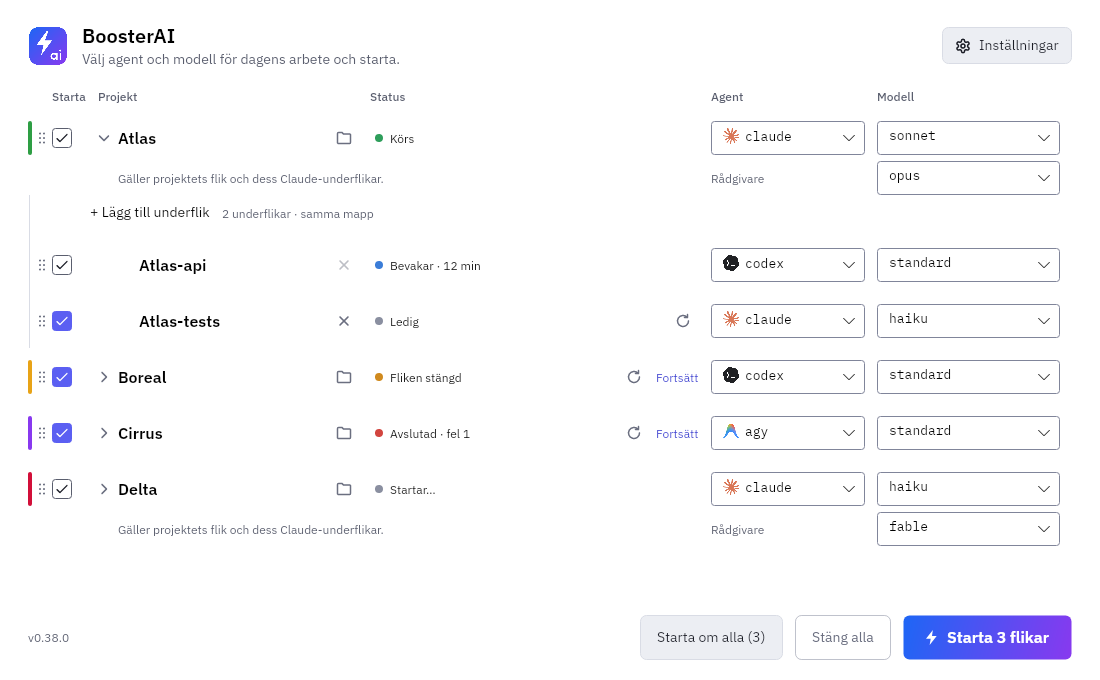 ai
BoosterAI
Välj agent och modell för dagens arbete och starta.
Inställningar
Starta Projekt Status Agent Modell
Atlas Körs claude sonnet
Gäller projektets flik och dess Claude-underflikar. Rådgivare opus
+ Lägg till underflik 2 underflikar · samma mapp
Atlas-api Bevakar · 12 min codex standard
Atlas-tests Ledig claude haiku
Boreal Fliken stängd Fortsätt codex standard
Cirrus Avslutad · fel 1 Fortsätt agy standard
Delta Startar... claude haiku
Gäller projektets flik och dess Claude-underflikar. Rådgivare fable
v0.38.0 Starta om alla (3) Stäng alla Starta 3 flikar